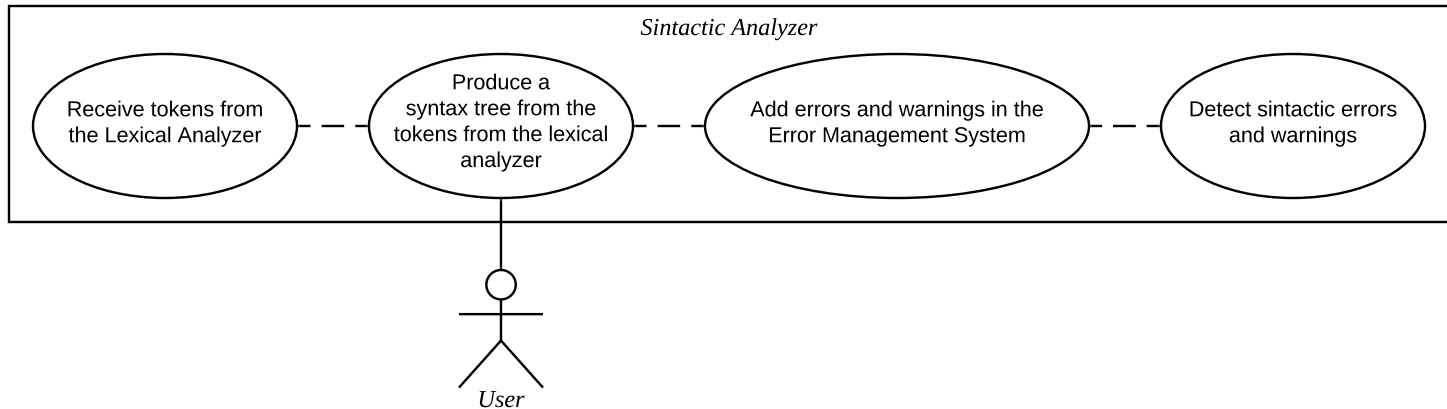 Sintactic Analyzer
Receive tokens from
the Lexical Analyzer
Produce a
syntax tree from the
tokens from the lexical
analyzer
Add errors and warnings in the
Error Management System
Detect sintactic errors
and warnings
User